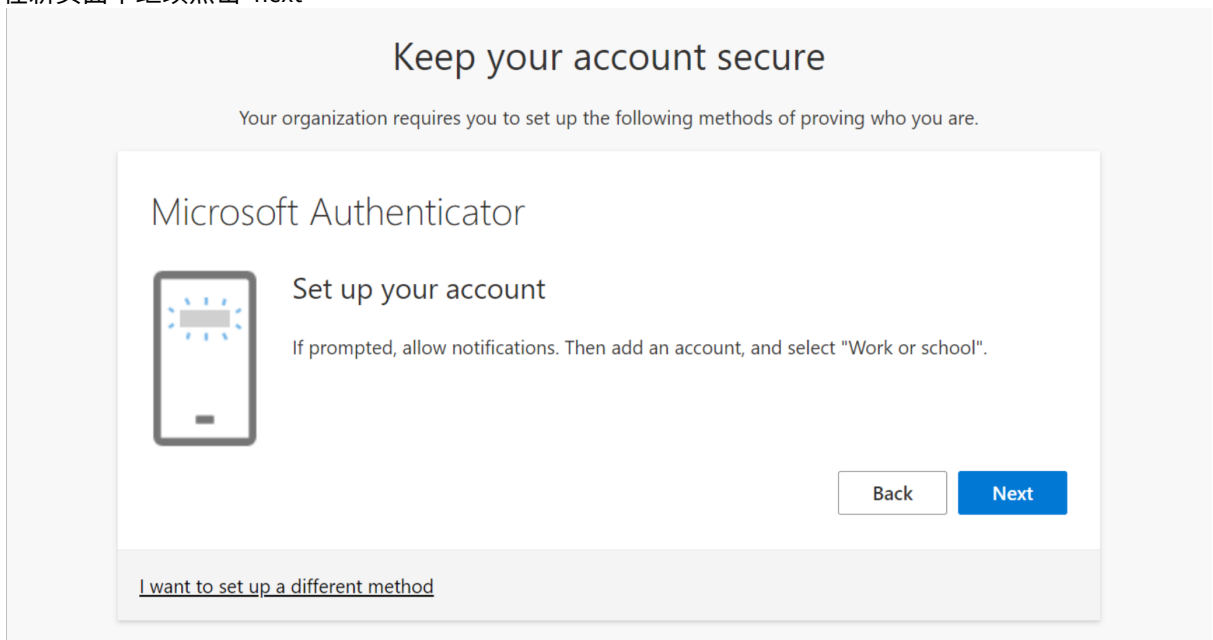 Keep your account secure
Your organization requires you to set up the following methods of proving who you are.
Microsoft Authenticator
Set up your account
If prompted, allow notifications. Then add an account, and select "Work or school".
Back
Next
I want to set up a different method